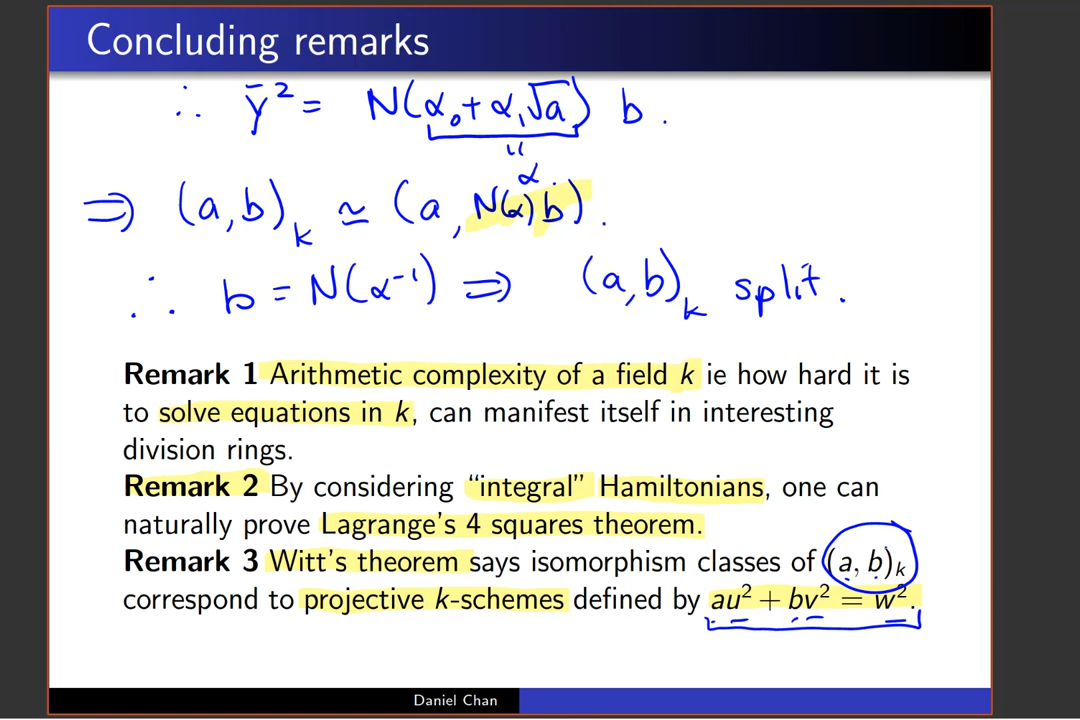 Concluding remarks
∴ ȳ² = N(α₀ + α₁√a) b.
"
α.
⇒ (a, b)ₖ ≃ (a, N(α)b).
∴ b = N(α⁻¹) ⇒ (a, b)ₖ split.
Remark 1 Arithmetic complexity of a field k ie how hard it is
to solve equations in k, can manifest itself in interesting
division rings.
Remark 2 By considering “integral” Hamiltonians, one can
naturally prove Lagrange's 4 squares theorem.
Remark 3 Witt's theorem says isomorphism classes of (a, b)ₖ
correspond to projective k-schemes defined by au² + bv² = w².
Daniel Chan